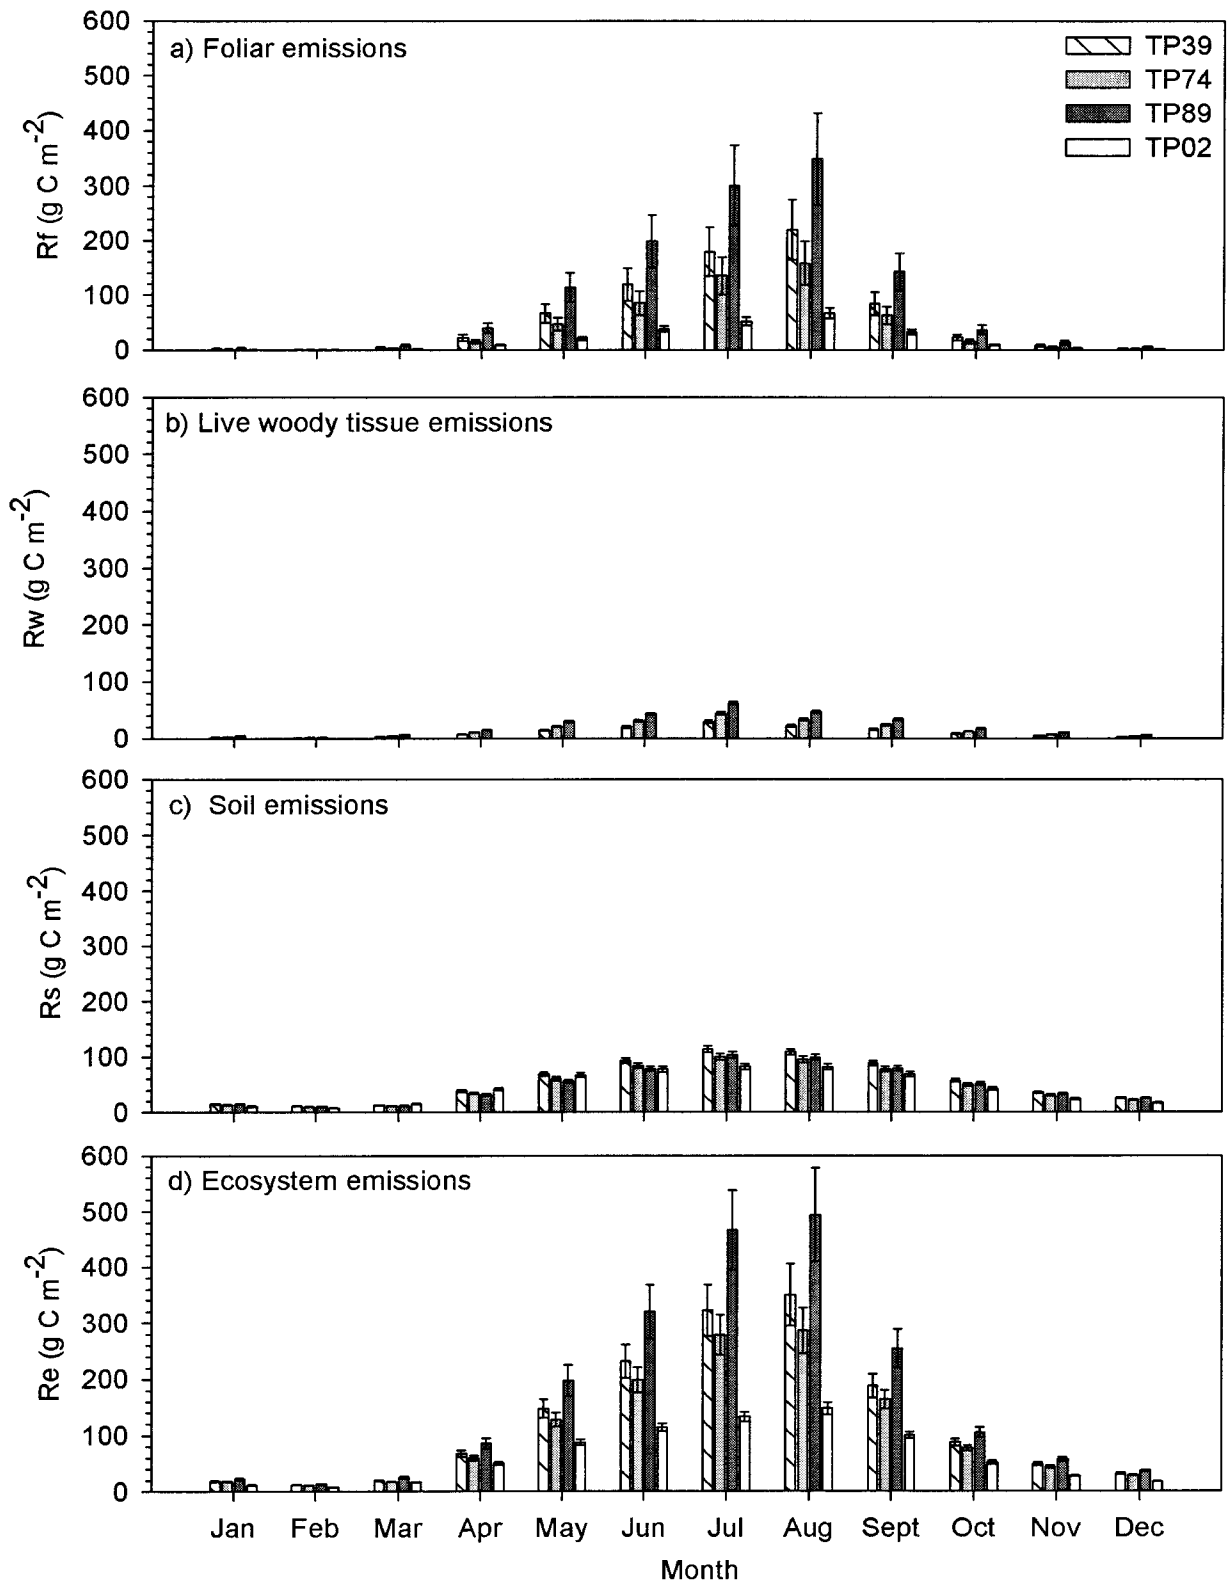 a) Foliar emissions
TP39
TP74
TP89
TP02
600
500
400
300
200
100
0
Rf (g C m-2)
b) Live woody tissue emissions
600
500
400
300
200
100
0
Rw (g C m-2)
c) Soil emissions
600
500
400
300
200
100
0
Rs (g C m-2)
d) Ecosystem emissions
600
500
400
300
200
100
0
Re (g C m-2)
Jan Feb Mar Apr May Jun Jul Aug Sept Oct Nov Dec
Month